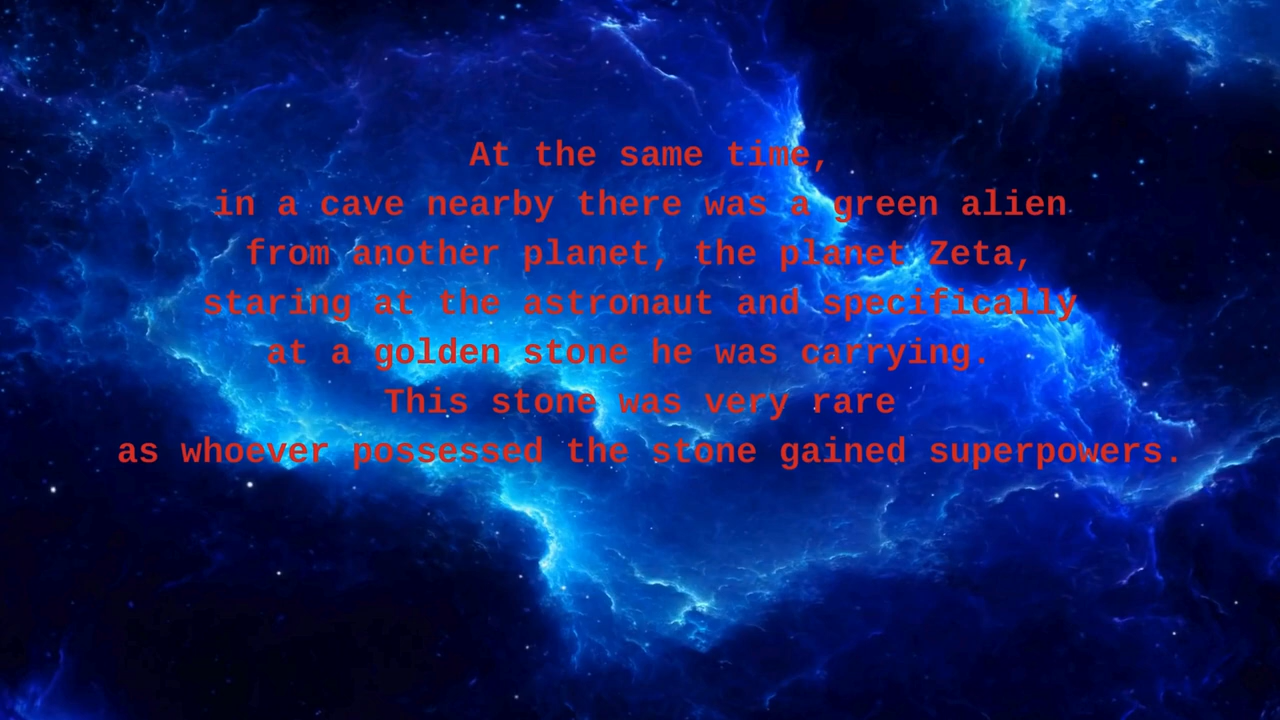 At the same time,
in a cave nearby there was a green alien
from another planet, the planet Zeta,
staring at the astronaut and specifically
at a golden stone he was carrying.
This stone was very rare
as whoever possessed the stone gained superpowers.